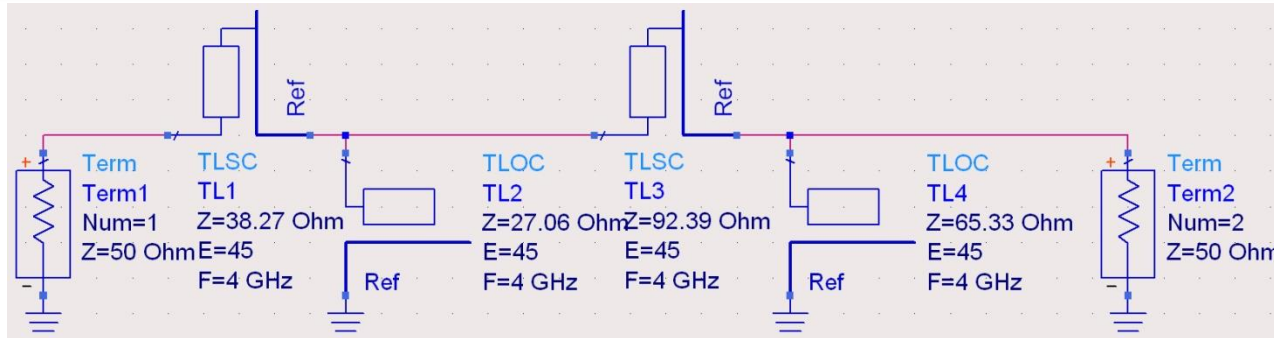 Ref
Ref
+
Term
Term1
Num=1
Z=50 Ohm
-
TLSC
TL1
Z=38.27 Ohm
E=45
F=4 GHz
Ref
TLOC
TL2
Z=27.06 Ohm
E=45
F=4 GHz
TLSC
TL3
Z=92.39 Ohm
E=45
F=4 GHz
Ref
TLOC
TL4
Z=65.33 Ohm
E=45
F=4 GHz
+
Term
Term2
Num=2
Z=50 Ohm
-